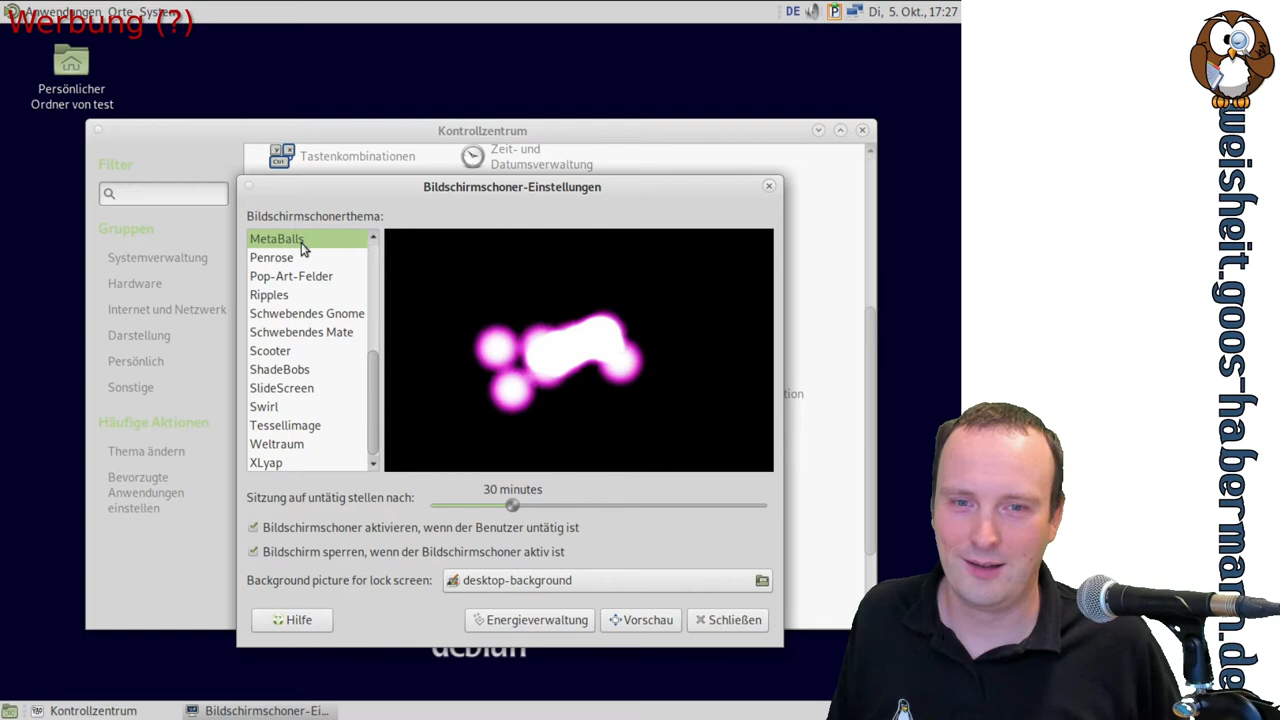 Anwendungen Orte System
Werbung (?)
DE
Di, 5. Okt., 17:27
Persönlicher
Ordner von test
Kontrollzentrum
Filter
Tastenkombinationen
Zeit- und
Datumsverwaltung
Gruppen
Systemverwaltung
Hardware
Internet und Netzwerk
Darstellung
Persönlich
Sonstige
Häufige Aktionen
Thema ändern
Bevorzugte
Anwendungen
einstellen
tion
Bildschirmschoner-Einstellungen
Bildschirmschonerthema:
MetaBalls
Penrose
Pop-Art-Felder
Ripples
Schwebendes Gnome
Schwebendes Mate
Scooter
ShadeBobs
SlideScreen
Swirl
Tessellimage
Weltraum
XLyap
30 minutes
Sitzung auf untätig stellen nach:
Bildschirmschoner aktivieren, wenn der Benutzer untätig ist
Bildschirm sperren, wenn der Bildschirmschoner aktiv ist
Background picture for lock screen:
desktop-background
Hilfe
Energieverwaltung
Vorschau
Schließen
debian
Kontrollzentrum
Bildschirmschoner-Ei...
weisheit.goos-habermann.de